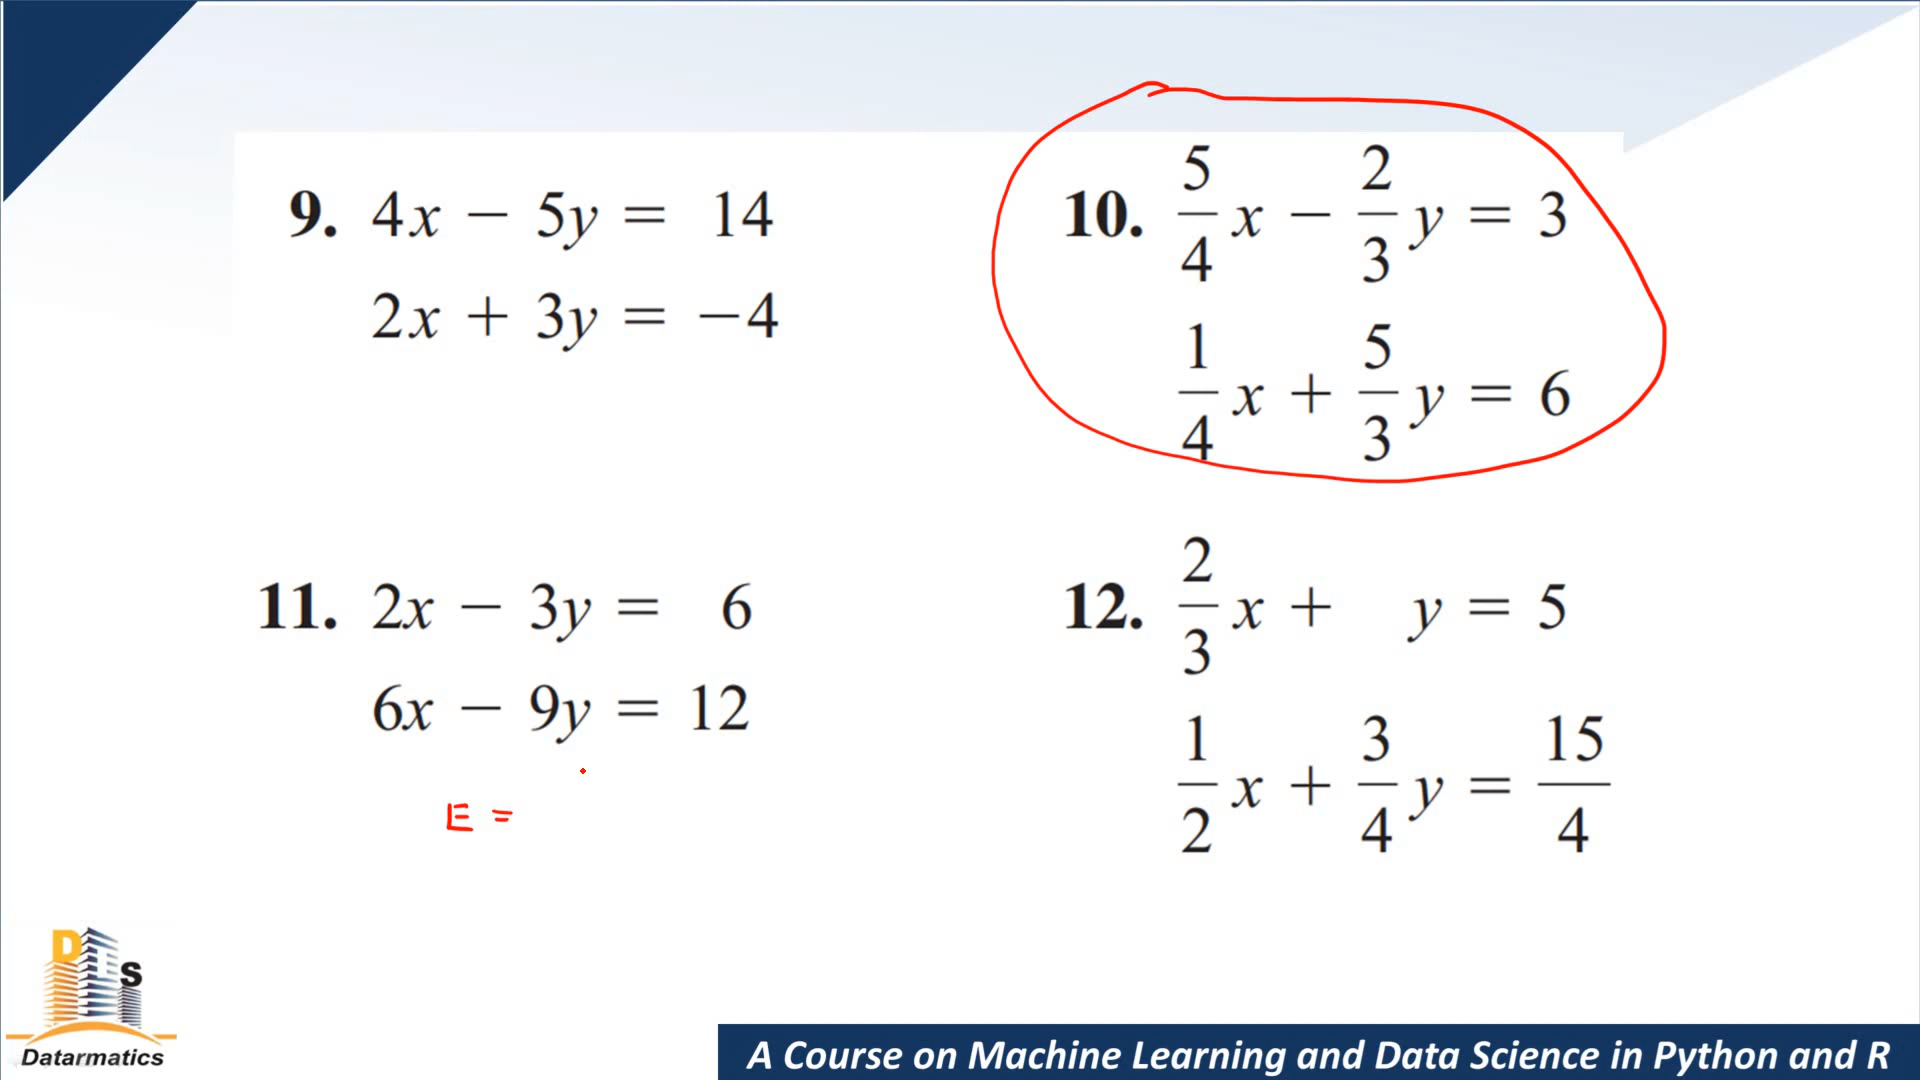 9. 4x − 5y = 14
2x + 3y = −4
10. 5/4 x − 2/3 y = 3
1/4 x + 5/3 y = 6
11. 2x − 3y = 6
6x − 9y = 12
E =
12. 2/3 x + y = 5
1/2 x + 3/4 y = 15/4
DIS
Datarmatics
A Course on Machine Learning and Data Science in Python and R